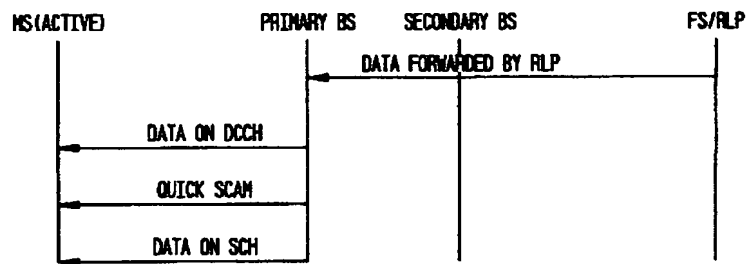 MS(ACTIVE) PRIMARY BS SECONDARY BS FS/RLP
DATA FORWARDED BY RLP
DATA ON DCCH
QUICK SCAM
DATA ON SCH